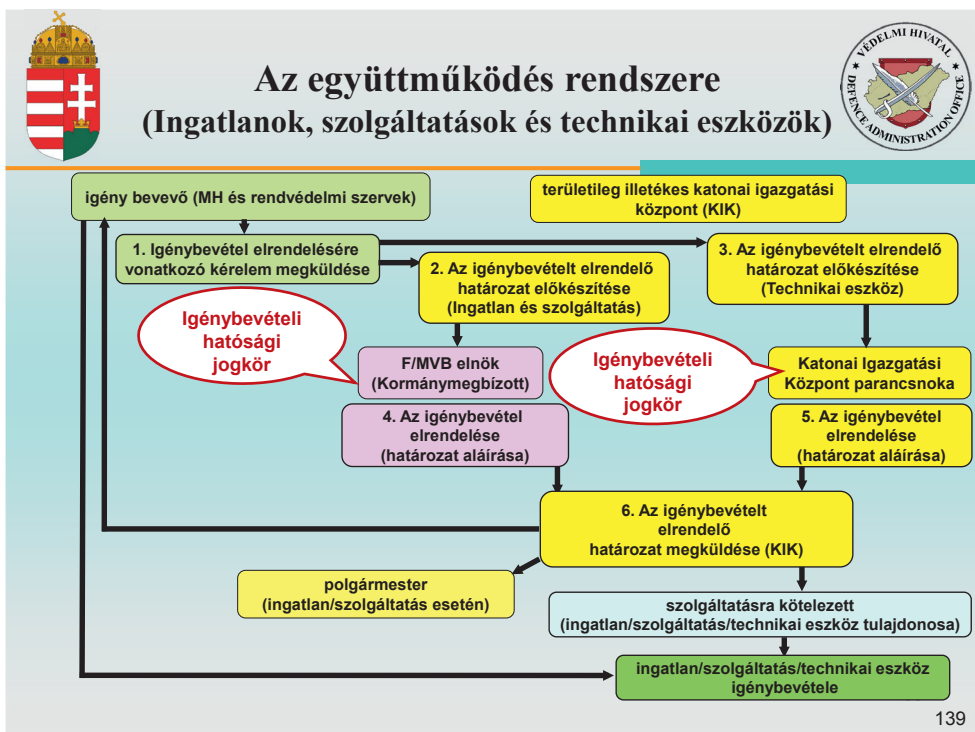 Az együttműködés rendszere
(Ingatlanok, szolgáltatások és technikai eszközök)
VÉDELMI HIVATAL
DEFENCE ADMINISTRATION OFFICE
igény bevevő (MH és rendvédelmi szervek)
területileg illetékes katonai igazgatási
központ (KIK)
1. Igénybevétel elrendelésére
vonatkozó kérelem megküldése
2. Az igénybevételt elrendelő
határozat előkészítése
(Ingatlan és szolgáltatás)
3. Az igénybevételt elrendelő
határozat előkészítése
(Technikai eszköz)
Igénybevételi
hatósági
jogkör
F/MVB elnök
(Kormánymegbízott)
Igénybevételi
hatósági
jogkör
Katonai Igazgatási
Központ parancsnoka
4. Az igénybevétel
elrendelése
(határozat aláírása)
5. Az igénybevétel
elrendelése
(határozat aláírása)
6. Az igénybevételt
elrendelő
határozat megküldése (KIK)
polgármester
(ingatlan/szolgáltatás esetén)
szolgáltatásra kötelezett
(ingatlan/szolgáltatás/technikai eszköz tulajdonosa)
ingatlan/szolgáltatás/technikai eszköz
igénybevétele
139